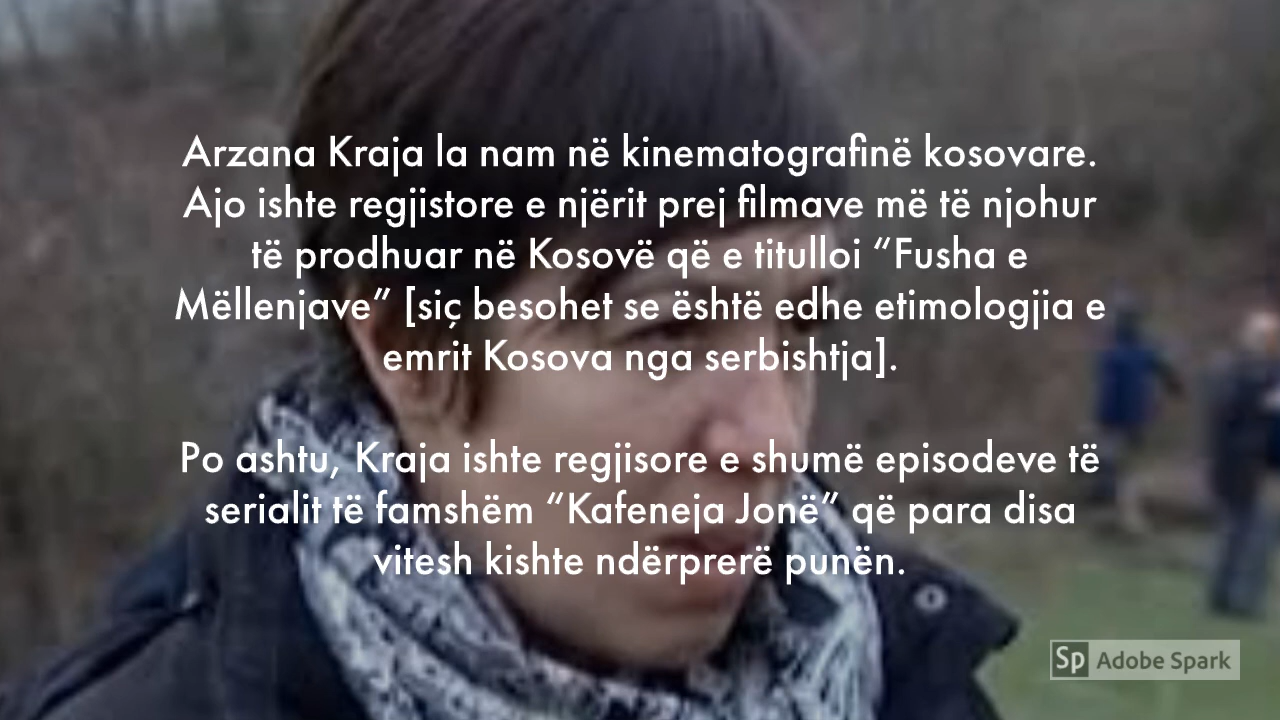 Arzana Kraja la nam në kinematografinë kosovare.
Ajo ishte regjistore e njërit prej filmave më të njohur
të prodhuar në Kosovë që e titulloi “Fusha e
Mëllenjave” [siç besohet se është edhe etimologjia e
emrit Kosova nga serbishtja].
Po ashtu, Kraja ishte regjisore e shumë episodeve të
serialit të famshëm “Kafeneja Jonë” që para disa
vitesh kishte ndërprerë punën.
Sp Adobe Spark